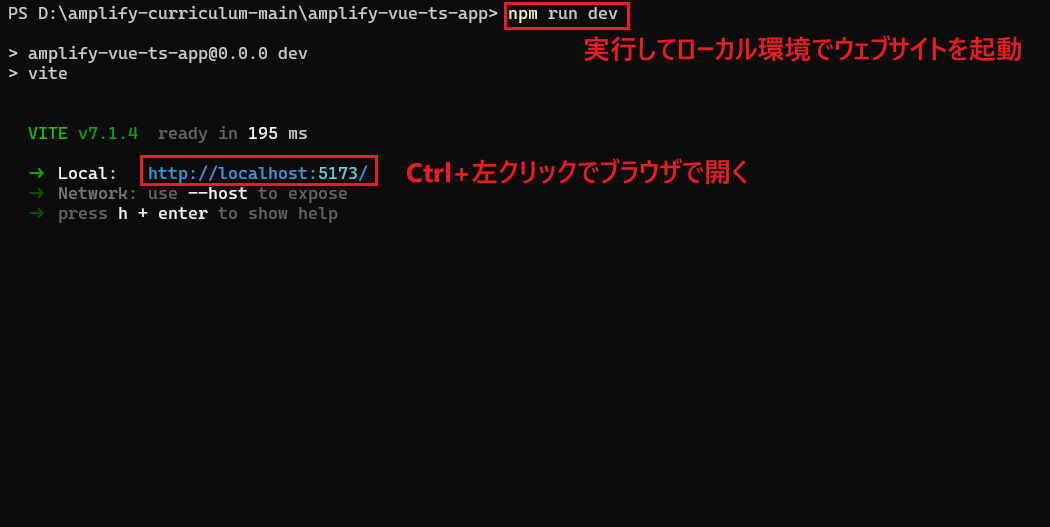 PS D:\amplify-curriculum-main\amplify-vue-ts-app> npm run dev
実行してローカル環境でウェブサイトを起動
> amplify-vue-ts-app@0.0.0 dev
> vite
VITE v7.1.4 ready in 195 ms
→ Local: http://localhost:5173/ Ctrl+左クリックでブラウザで開く
→ Network: use --host to expose
→ press h + enter to show help